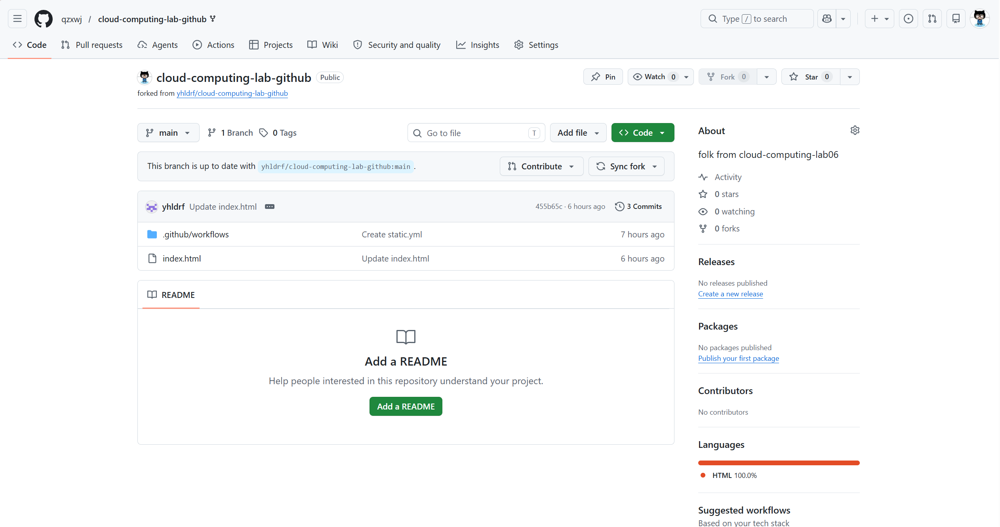 qzxwj / cloud-computing-lab-github
Type / to search
Code Pull requests Agents Actions Projects Wiki Security and quality Insights Settings
cloud-computing-lab-github Public
Pin Watch 0 Fork 0 Star 0
forked from yhldrf/cloud-computing-lab-github
main 1 Branch 0 Tags
Go to file T Add file Code
This branch is up to date with yhldrf/cloud-computing-lab-github:main .
Contribute Sync fork
yhldrf Update index.html
455b65c · 6 hours ago 3 Commits
.github/workflows Create static.yml 7 hours ago
index.html Update index.html 6 hours ago
README
Add a README
Help people interested in this repository understand your project.
Add a README
About
folk from cloud-computing-lab06
Activity
0 stars
0 watching
0 forks
Releases
No releases published
Create a new release
Packages
No packages published
Publish your first package
Contributors
No contributors
Languages
HTML 100.0%
Suggested workflows
Based on your tech stack